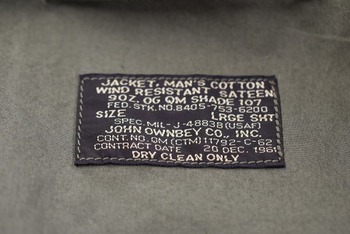 JACKET, MAN'S COTTON
WIND RESISTANT SATEEN
9OZ. OG QM SHADE 107
FED. STK. NO. 8405-753-6200
SIZE LRGE SHT
SPEC. MIL-J-48838 (USAF)
JOHN OWNBEY CO., INC.
CONT. NO. QM (CTM) 11792-C-62
CONTRACT DATE 20 DEC. 1961
DRY CLEAN ONLY